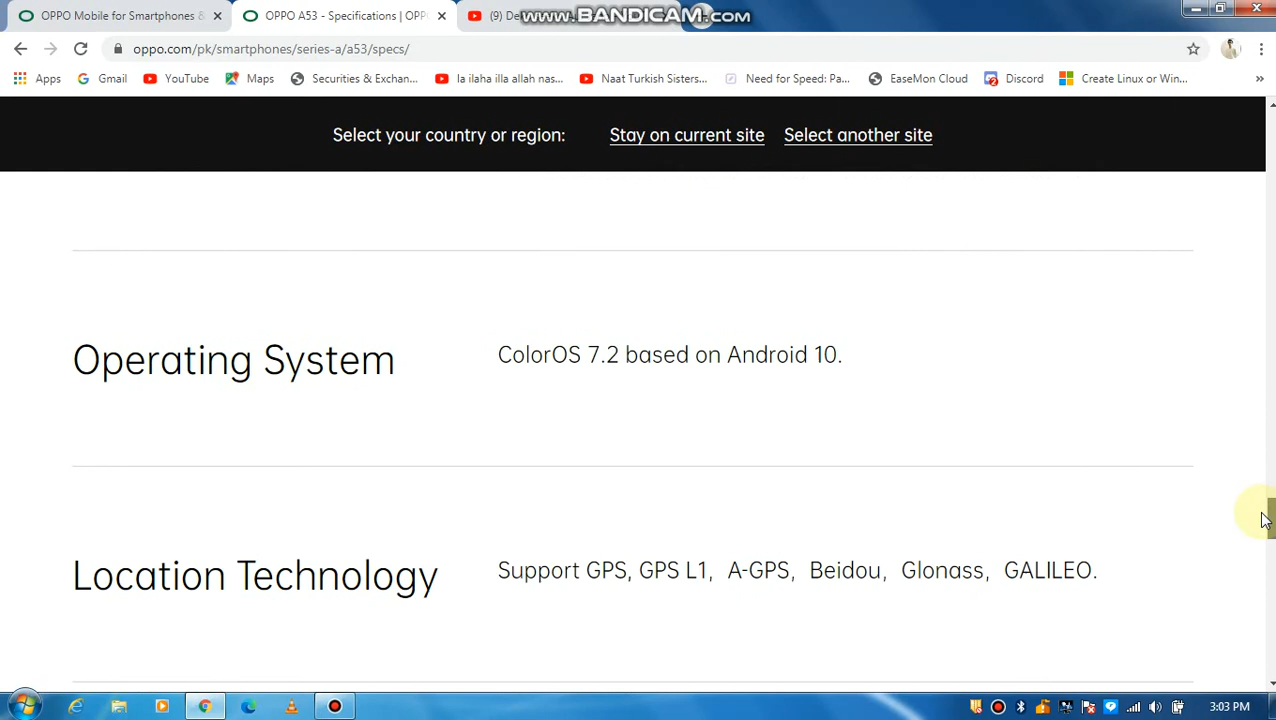 OPPO Mobile for Smartphones &
OPPO A53 - Specifications | OPPO
(9) De
www.BANDICAM.com
oppo.com/pk/smartphones/series-a/a53/specs/
Apps
Gmail
YouTube
Maps
Securities & Exchan...
la ilaha illa allah nas...
Naat Turkish Sisters...
Need for Speed: Pa...
EaseMon Cloud
Discord
Create Linux or Win...
»
Select your country or region:
Stay on current site
Select another site
Operating System
ColorOS 7.2 based on Android 10.
Location Technology
Support GPS, GPS L1, A-GPS, Beidou, Glonass, GALILEO.
3:03 PM